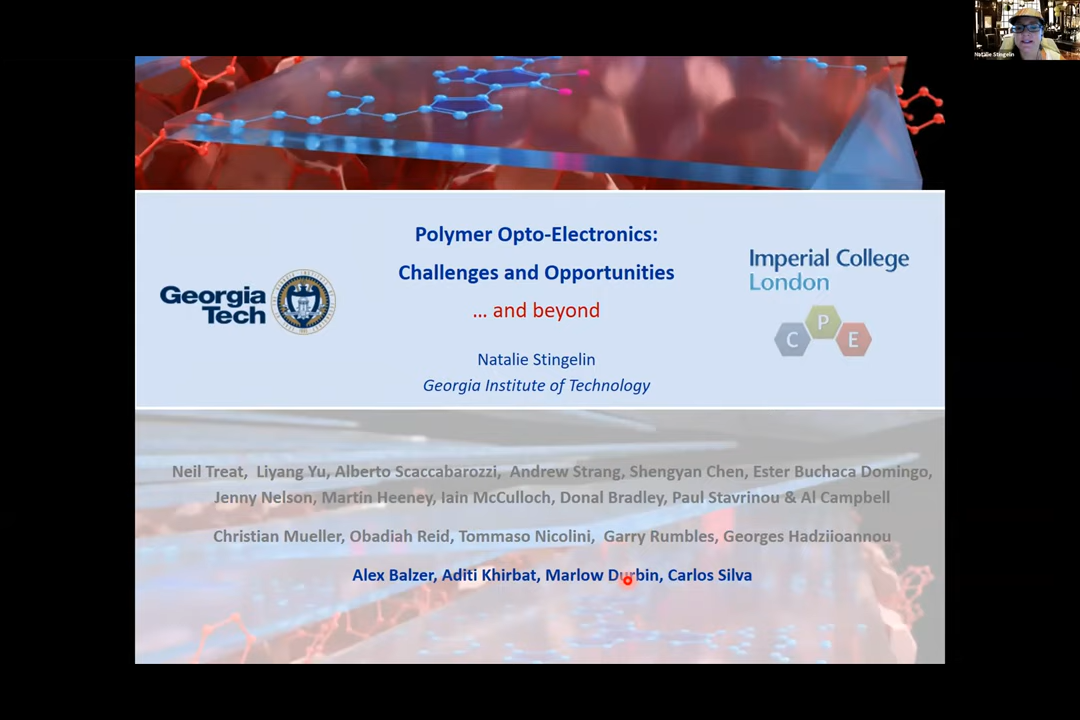 Natalie Stingelin
Polymer Opto-Electronics:
Challenges and Opportunities
… and beyond
Natalie Stingelin
Georgia Institute of Technology
Georgia
Tech
Imperial College
London
C P E
Neil Treat, Liyang Yu, Alberto Scaccabarozzi, Andrew Strang, Shengyan Chen, Ester Buchaca Domingo,
Jenny Nelson, Martin Heeney, Iain McCulloch, Donal Bradley, Paul Stavrinou & Al Campbell
Christian Mueller, Obadiah Reid, Tommaso Nicolini, Garry Rumbles, Georges Hadziioannou
Alex Balzer, Aditi Khirbat, Marlow Durbin, Carlos Silva